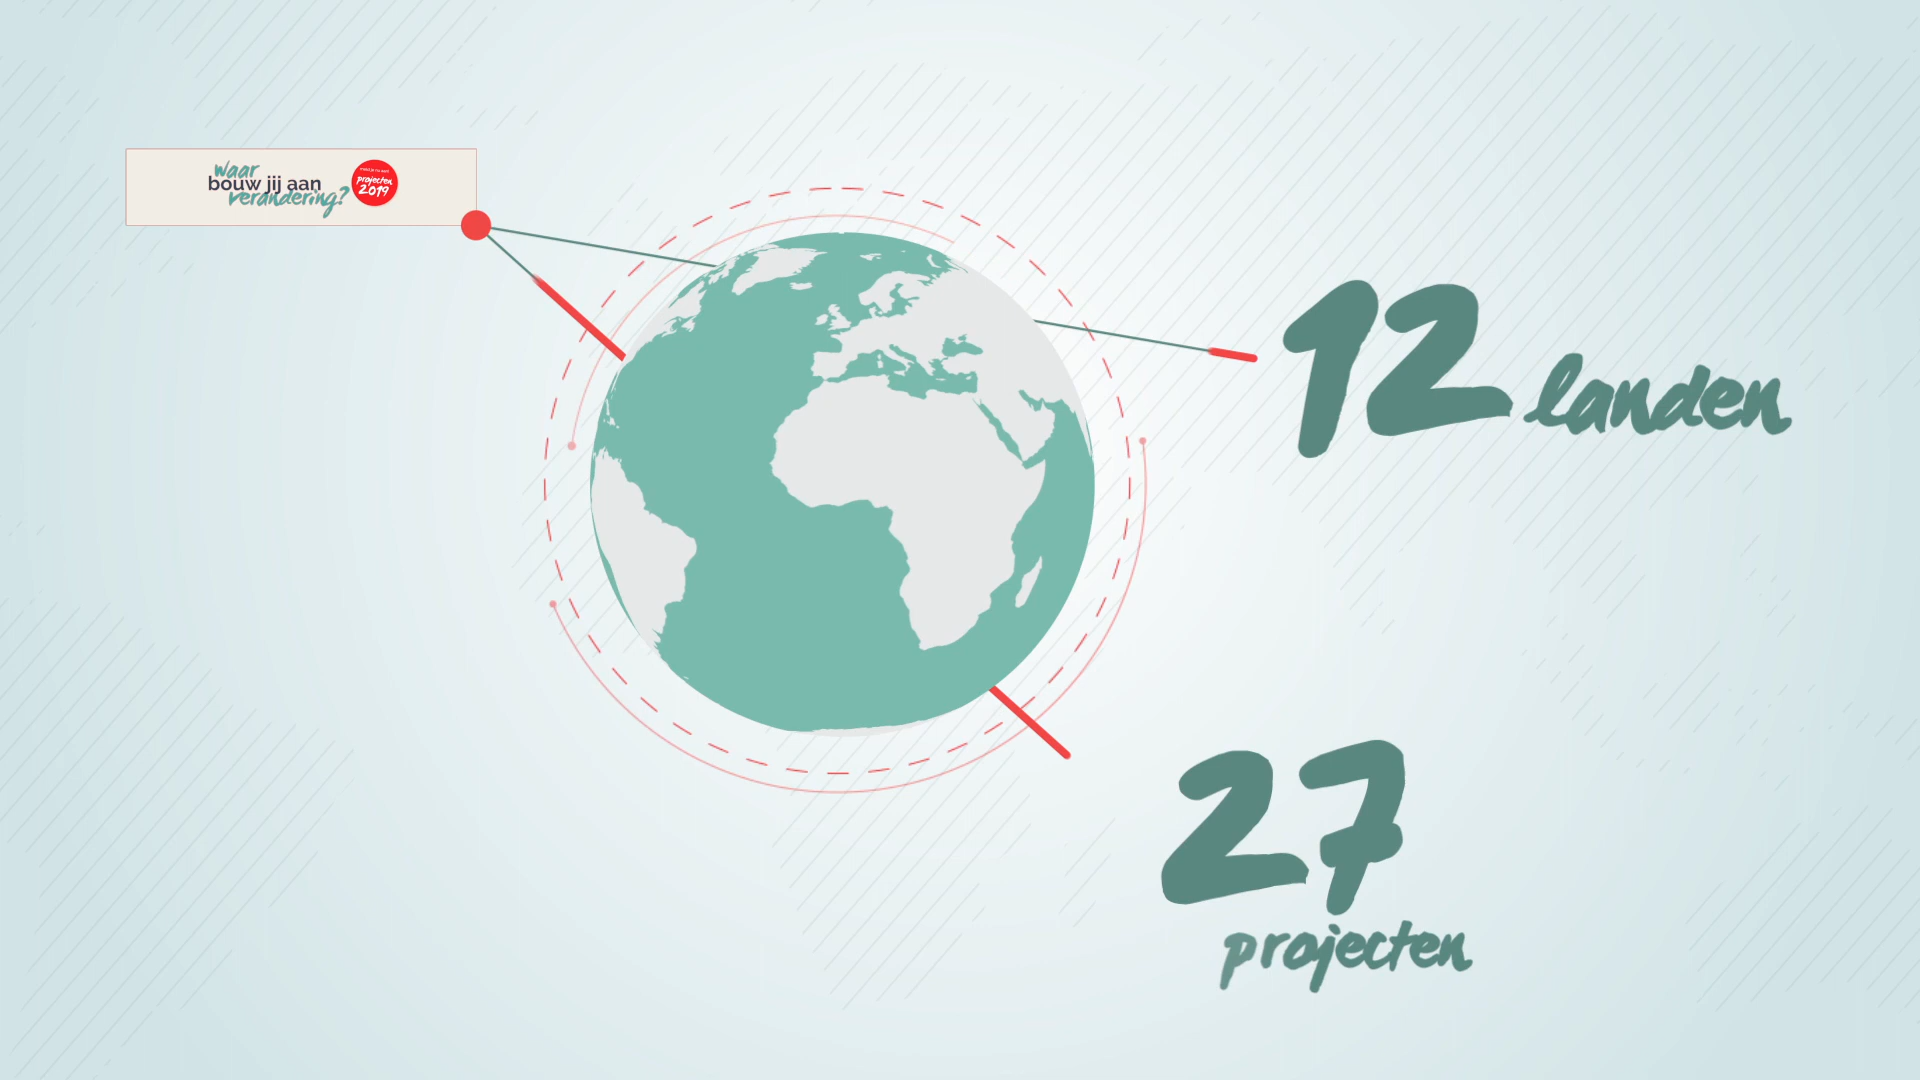 waar
bouw jij aan
verandering?
projecten
2019
12 landen
27
projecten